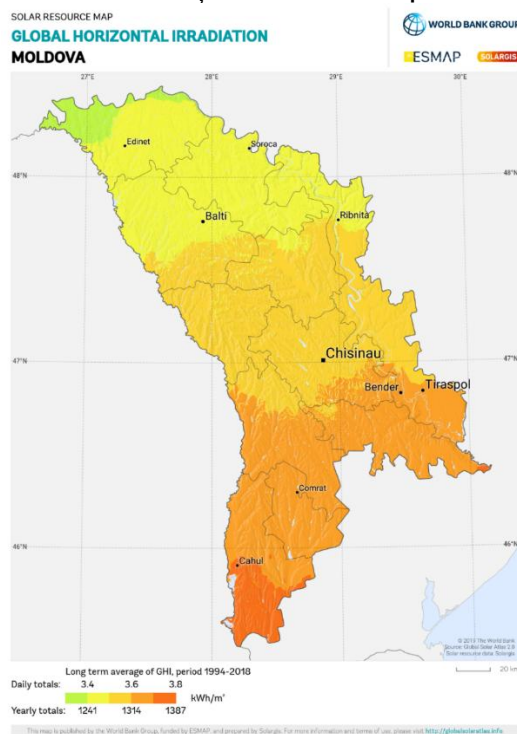 SOLAR RESOURCE MAP
GLOBAL HORIZONTAL IRRADIATION
MOLDOVA
WORLD BANK GROUP
ESMAP
SOLARGIS
27°E
28°E
29°E
30°E
Edinet
Soroca
48°N
48°N
Balti
Ribnita
47°N
Chisinau
47°N
Bender
Tiraspol
Comrat
46°N
Cahul
46°N
© 2019 The World Bank
Source: Global Solar Atlas 2.0
Solar resource data: Solargis
20 km
Long term average of GHI, period 1994-2018
Daily totals: 3.4 3.6 3.8
kWh/m²
Yearly totals: 1241 1314 1387
This map is published by the World Bank Group, funded by ESMAP, and prepared by Solargis. For more information and terms of use, please visit http://globalsolaratlas.info